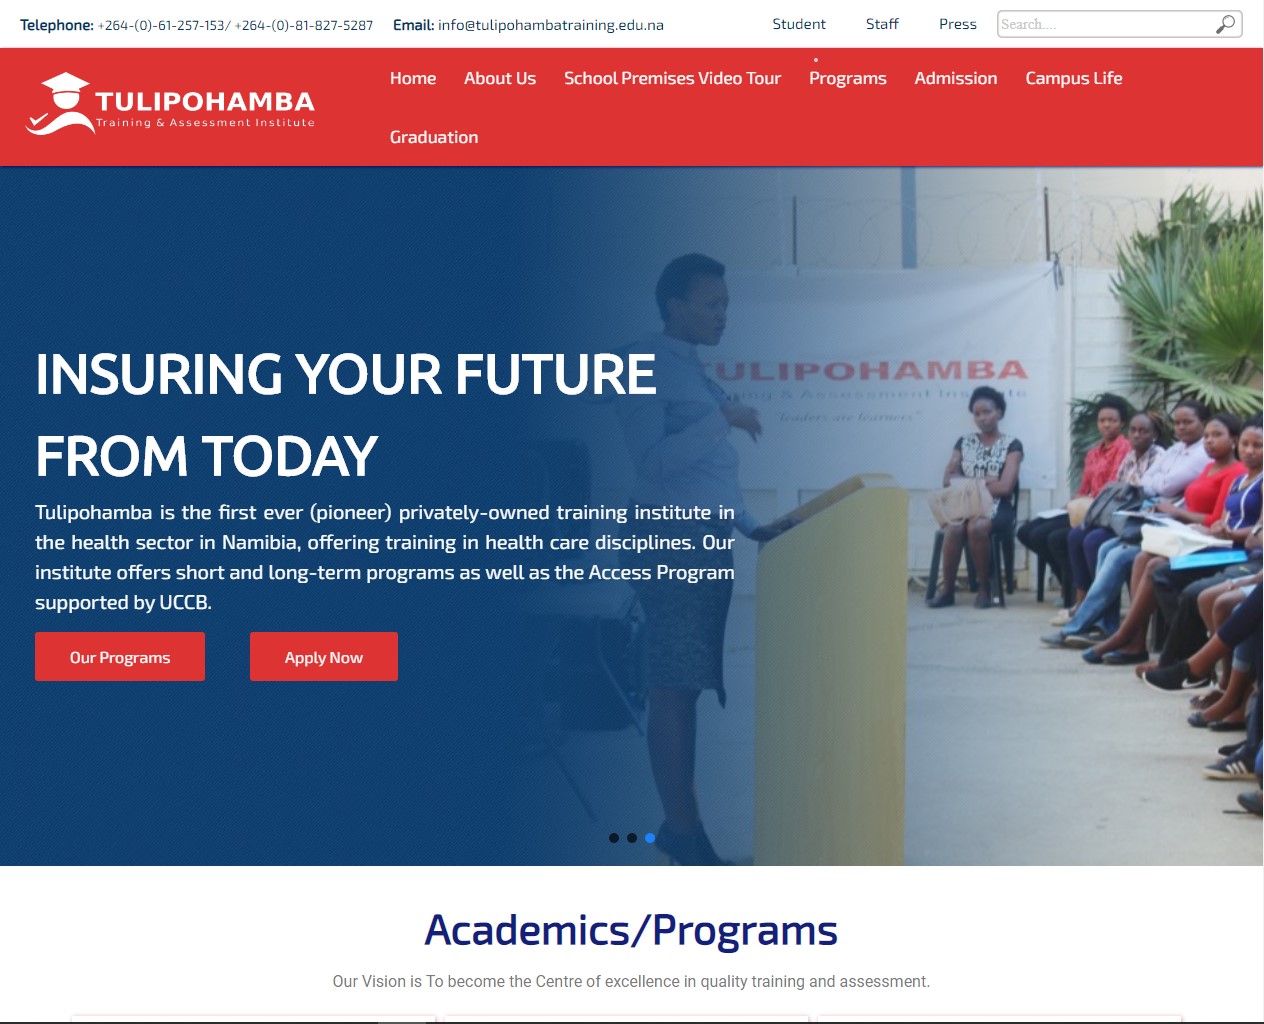 Telephone: +264-(0)-61-257-153/ +264-(0)-81-827-5287 Email: info@tulipohambatraining.edu.na Student Staff Press Search....
TULIPOHAMBA
Training & Assessment Institute
Home About Us School Premises Video Tour Programs Admission Campus Life
Graduation
ULIPOHAMBA
ing & Assessment Institute
"leaders are learners"
INSURING YOUR FUTURE
FROM TODAY
Tulipohamba is the first ever (pioneer) privately-owned training institute in
the health sector in Namibia, offering training in health care disciplines. Our
institute offers short and long-term programs as well as the Access Program
supported by UCCB.
Our Programs Apply Now
Academics/Programs
Our Vision is To become the Centre of excellence in quality training and assessment.